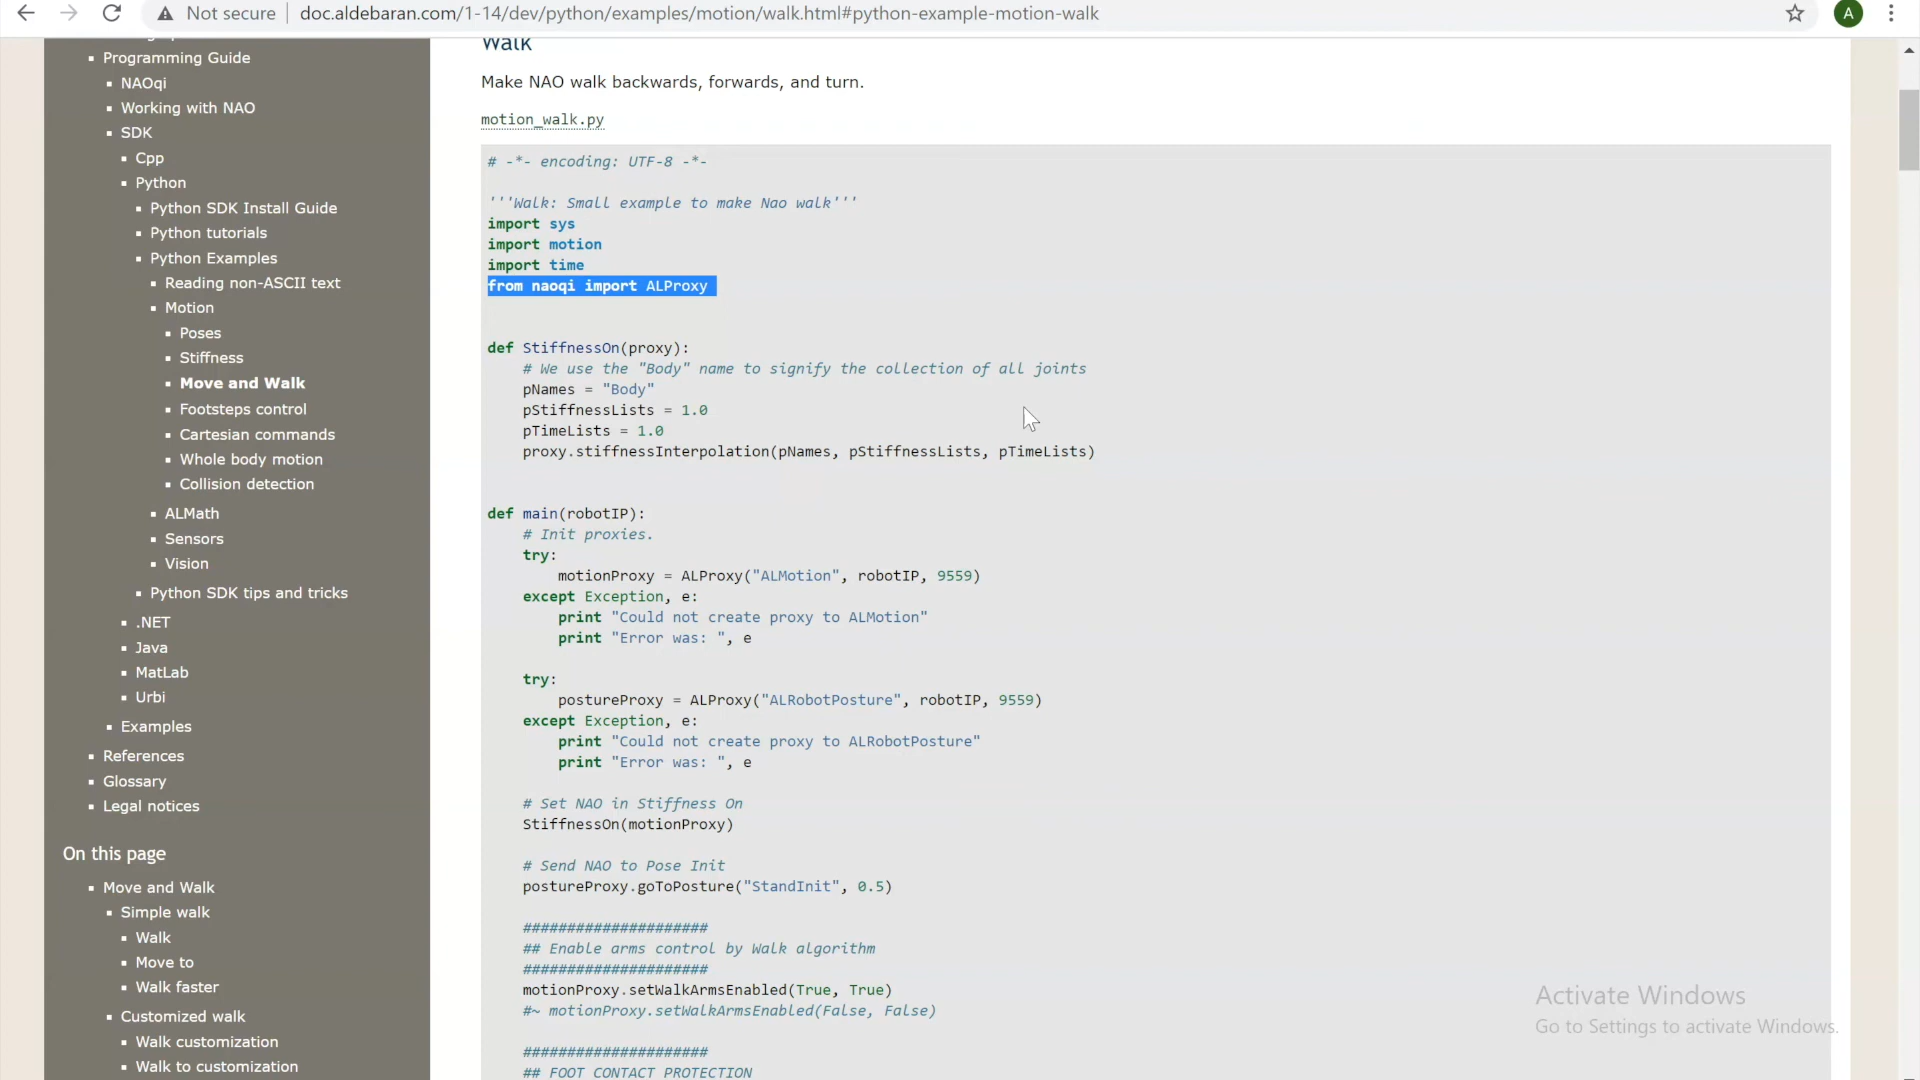 Not secure
doc.aldebaran.com/1-14/dev/python/examples/motion/walk.html#python-example-motion-walk
A
Programming Guide
NAOqi
Working with NAO
SDK
Cpp
Python
Python SDK Install Guide
Python tutorials
Python Examples
Reading non-ASCII text
Motion
Poses
Stiffness
Move and Walk
Footsteps control
Cartesian commands
Whole body motion
Collision detection
ALMath
Sensors
Vision
Python SDK tips and tricks
.NET
Java
MatLab
Urbi
Examples
References
Glossary
Legal notices
On this page
Move and Walk
Simple walk
Walk
Move to
Walk faster
Customized walk
Walk customization
Walk to customization
Walk
Make NAO walk backwards, forwards, and turn.
motion_walk.py
# -*- encoding: UTF-8 -*-
'''Walk: Small example to make Nao walk'''
import sys
import motion
import time
from naoqi import ALProxy
def StiffnessOn(proxy):
# We use the "Body" name to signify the collection of all joints
pNames = "Body"
pStiffnessLists = 1.0
pTimeLists = 1.0
proxy.stiffnessInterpolation(pNames, pStiffnessLists, pTimeLists)
def main(robotIP):
# Init proxies.
try:
motionProxy = ALProxy("ALMotion", robotIP, 9559)
except Exception, e:
print "Could not create proxy to ALMotion"
print "Error was: ", e
try:
postureProxy = ALProxy("ALRobotPosture", robotIP, 9559)
except Exception, e:
print "Could not create proxy to ALRobotPosture"
print "Error was: ", e
# Set NAO in Stiffness On
StiffnessOn(motionProxy)
# Send NAO to Pose Init
postureProxy.goToPosture("StandInit", 0.5)
#####################
## Enable arms control by Walk algorithm
#####################
motionProxy.setWalkArmsEnabled(True, True)
#~ motionProxy.setWalkArmsEnabled(False, False)
#####################
## FOOT CONTACT PROTECTION
Activate Windows
Go to Settings to activate Windows.